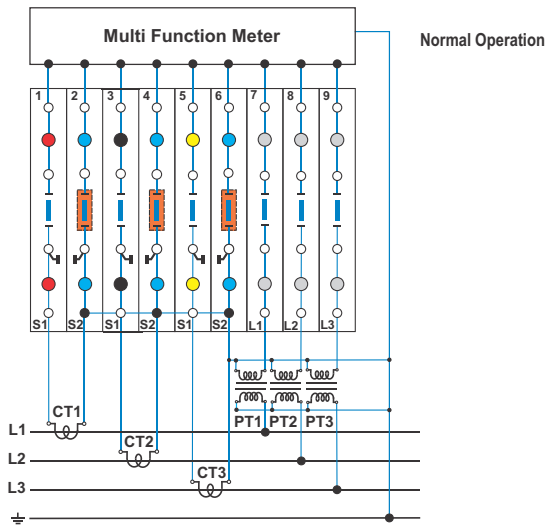 Multi Function Meter
Normal Operation
1 2 3 4 5 6 7 8 9
S1 S2 S1 S2 S1 S2 L1 L2 L3
CT1
PT1 PT2 PT3
L1
CT2
L2
CT3
L3